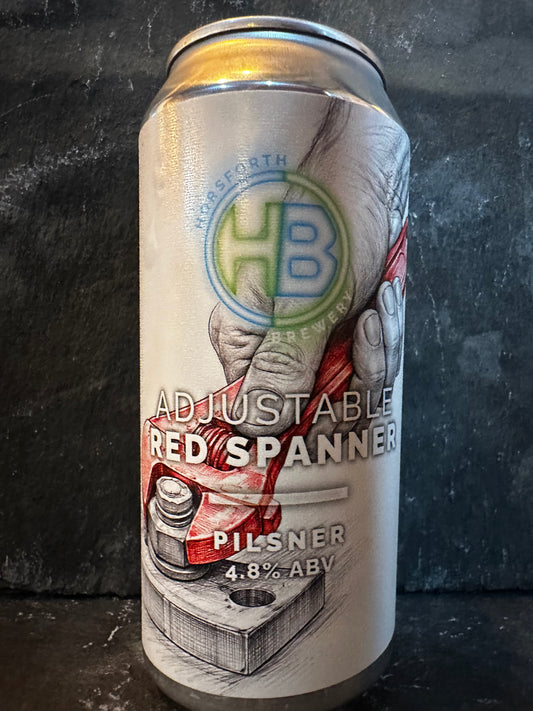 HORSFORTH
HB
BREWERY
ADJUSTABLE
RED SPANNER
PILSNER
4.8% ABV